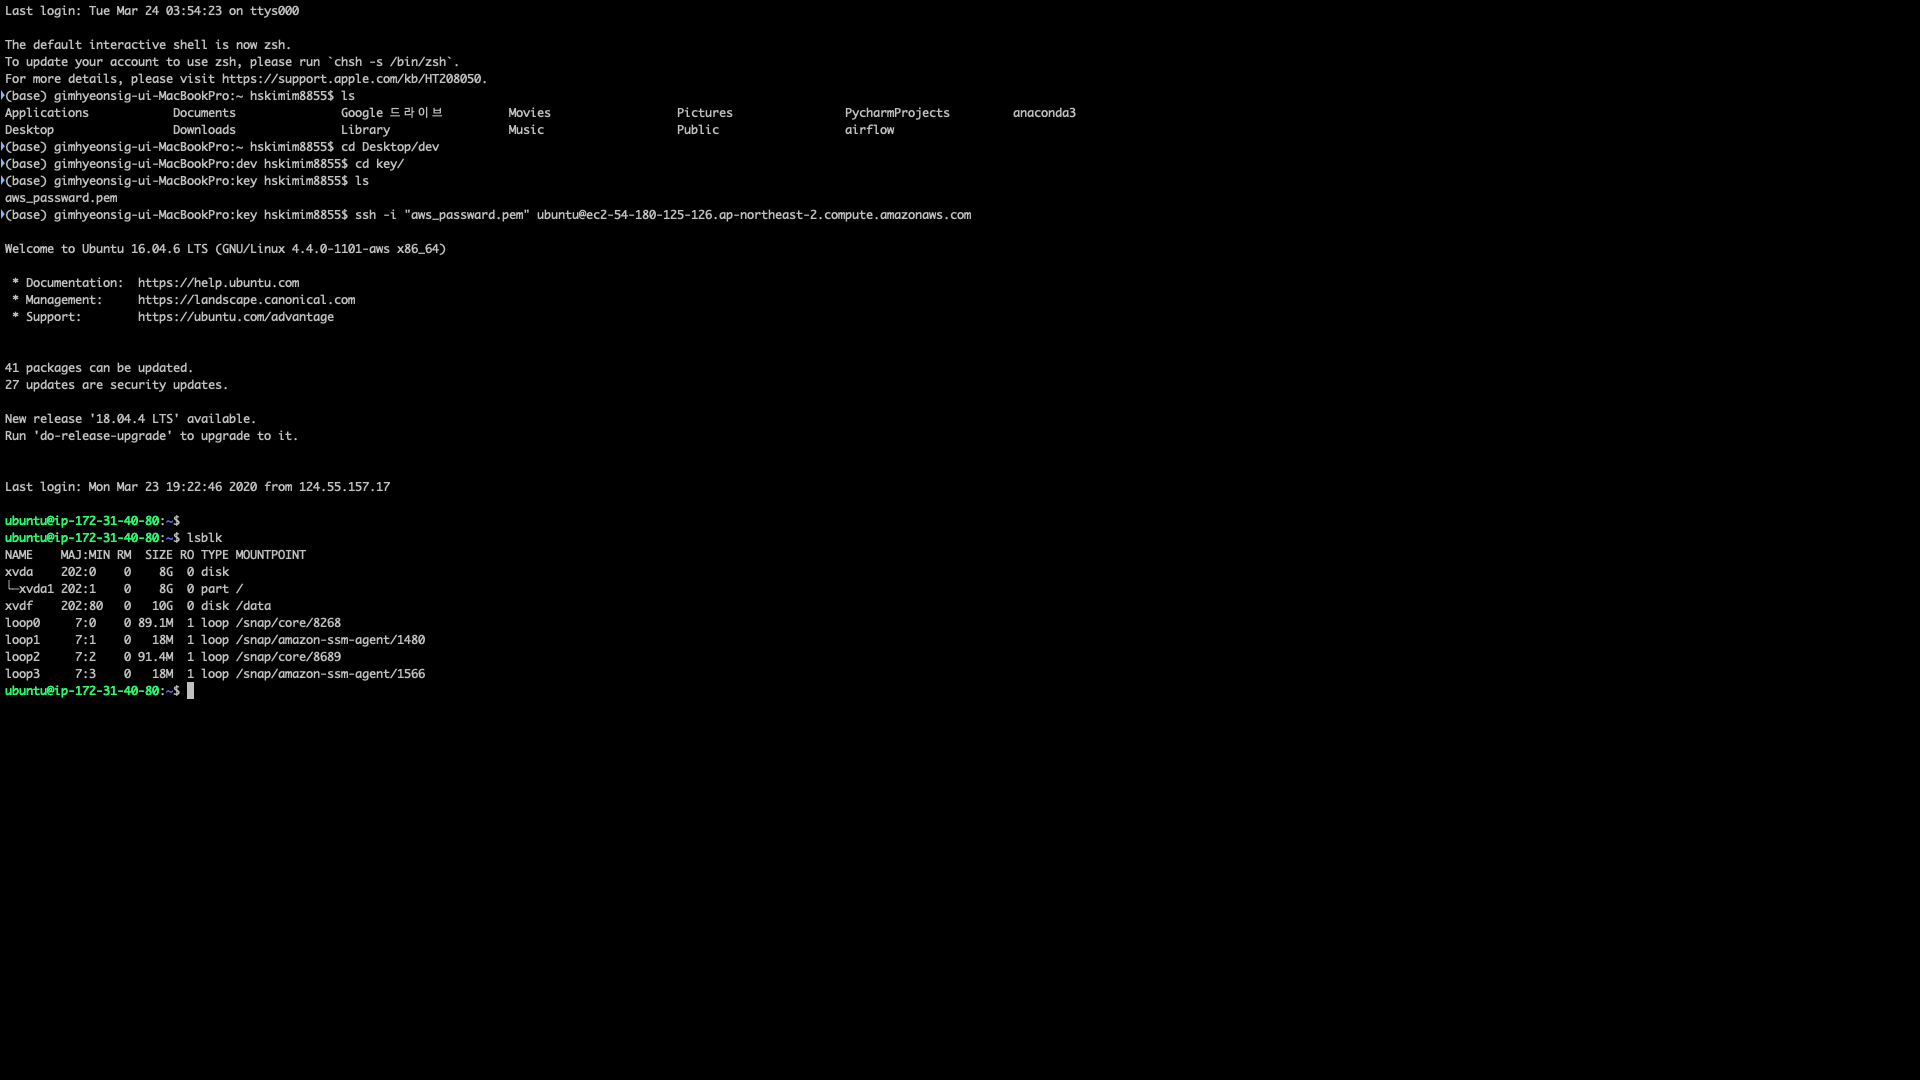 Last login: Tue Mar 24 03:54:23 on ttys000
The default interactive shell is now zsh.
To update your account to use zsh, please run `chsh -s /bin/zsh`.
For more details, please visit https://support.apple.com/kb/HT208050.
(base) gimhyeonsig-ui-MacBookPro:~ hskimim8855$ ls
Applications Documents Google 드라이브 Movies Pictures PycharmProjects anaconda3
Desktop Downloads Library Music Public airflow
(base) gimhyeonsig-ui-MacBookPro:~ hskimim8855$ cd Desktop/dev
(base) gimhyeonsig-ui-MacBookPro:dev hskimim8855$ cd key/
(base) gimhyeonsig-ui-MacBookPro:key hskimim8855$ ls
aws_passward.pem
(base) gimhyeonsig-ui-MacBookPro:key hskimim8855$ ssh -i "aws_passward.pem" ubuntu@ec2-54-180-125-126.ap-northeast-2.compute.amazonaws.com
Welcome to Ubuntu 16.04.6 LTS (GNU/Linux 4.4.0-1101-aws x86_64)
* Documentation: https://help.ubuntu.com
* Management: https://landscape.canonical.com
* Support: https://ubuntu.com/advantage
41 packages can be updated.
27 updates are security updates.
New release '18.04.4 LTS' available.
Run 'do-release-upgrade' to upgrade to it.
Last login: Mon Mar 23 19:22:46 2020 from 124.55.157.17
ubuntu@ip-172-31-40-80:~$
ubuntu@ip-172-31-40-80:~$ lsblk
NAME MAJ:MIN RM SIZE RO TYPE MOUNTPOINT
xvda 202:0 0 8G 0 disk
└─xvda1 202:1 0 8G 0 part /
xvdf 202:80 0 10G 0 disk /data
loop0 7:0 0 89.1M 1 loop /snap/core/8268
loop1 7:1 0 18M 1 loop /snap/amazon-ssm-agent/1480
loop2 7:2 0 91.4M 1 loop /snap/core/8689
loop3 7:3 0 18M 1 loop /snap/amazon-ssm-agent/1566
ubuntu@ip-172-31-40-80:~$